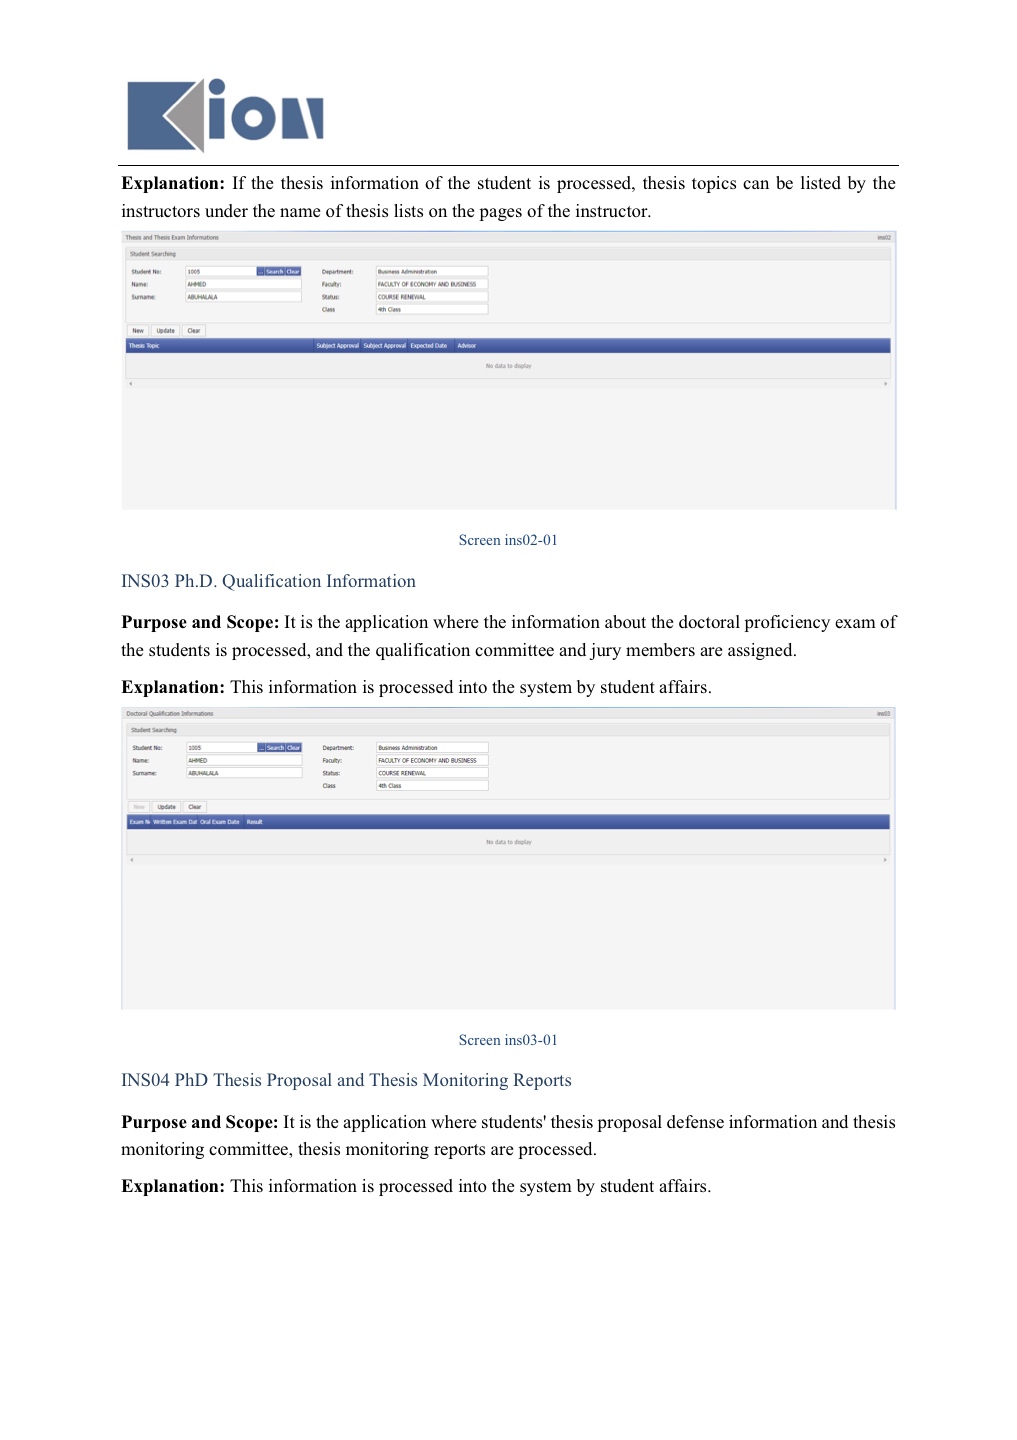 Kion
Explanation: If the thesis information of the student is processed, thesis topics can be listed by the
instructors under the name of thesis lists on the pages of the instructor.
Thesis and Thesis Exam Informations ins02
Student Searching
Student No: 1005 ... Search Clear Department: Business Administration
Name: AHMED Faculty: FACULTY OF ECONOMY AND BUSINESS
Surname: ABUHALALA Status: COURSE RENEWAL
Class 4th Class
New Update Clear
Thesis Topic Subject Approval Subject Approval Expected Date Advisor
No data to display
Screen ins02-01
INS03 Ph.D. Qualification Information
Purpose and Scope: It is the application where the information about the doctoral proficiency exam of
the students is processed, and the qualification committee and jury members are assigned.
Explanation: This information is processed into the system by student affairs.
Doctoral Qualification Informations ins03
Student Searching
Student No: 1005 ... Search Clear Department: Business Administration
Name: AHMED Faculty: FACULTY OF ECONOMY AND BUSINESS
Surname: ABUHALALA Status: COURSE RENEWAL
Class 4th Class
New Update Clear
Exam № Written Exam Dat Oral Exam Date Result
No data to display
Screen ins03-01
INS04 PhD Thesis Proposal and Thesis Monitoring Reports
Purpose and Scope: It is the application where students' thesis proposal defense information and thesis
monitoring committee, thesis monitoring reports are processed.
Explanation: This information is processed into the system by student affairs.